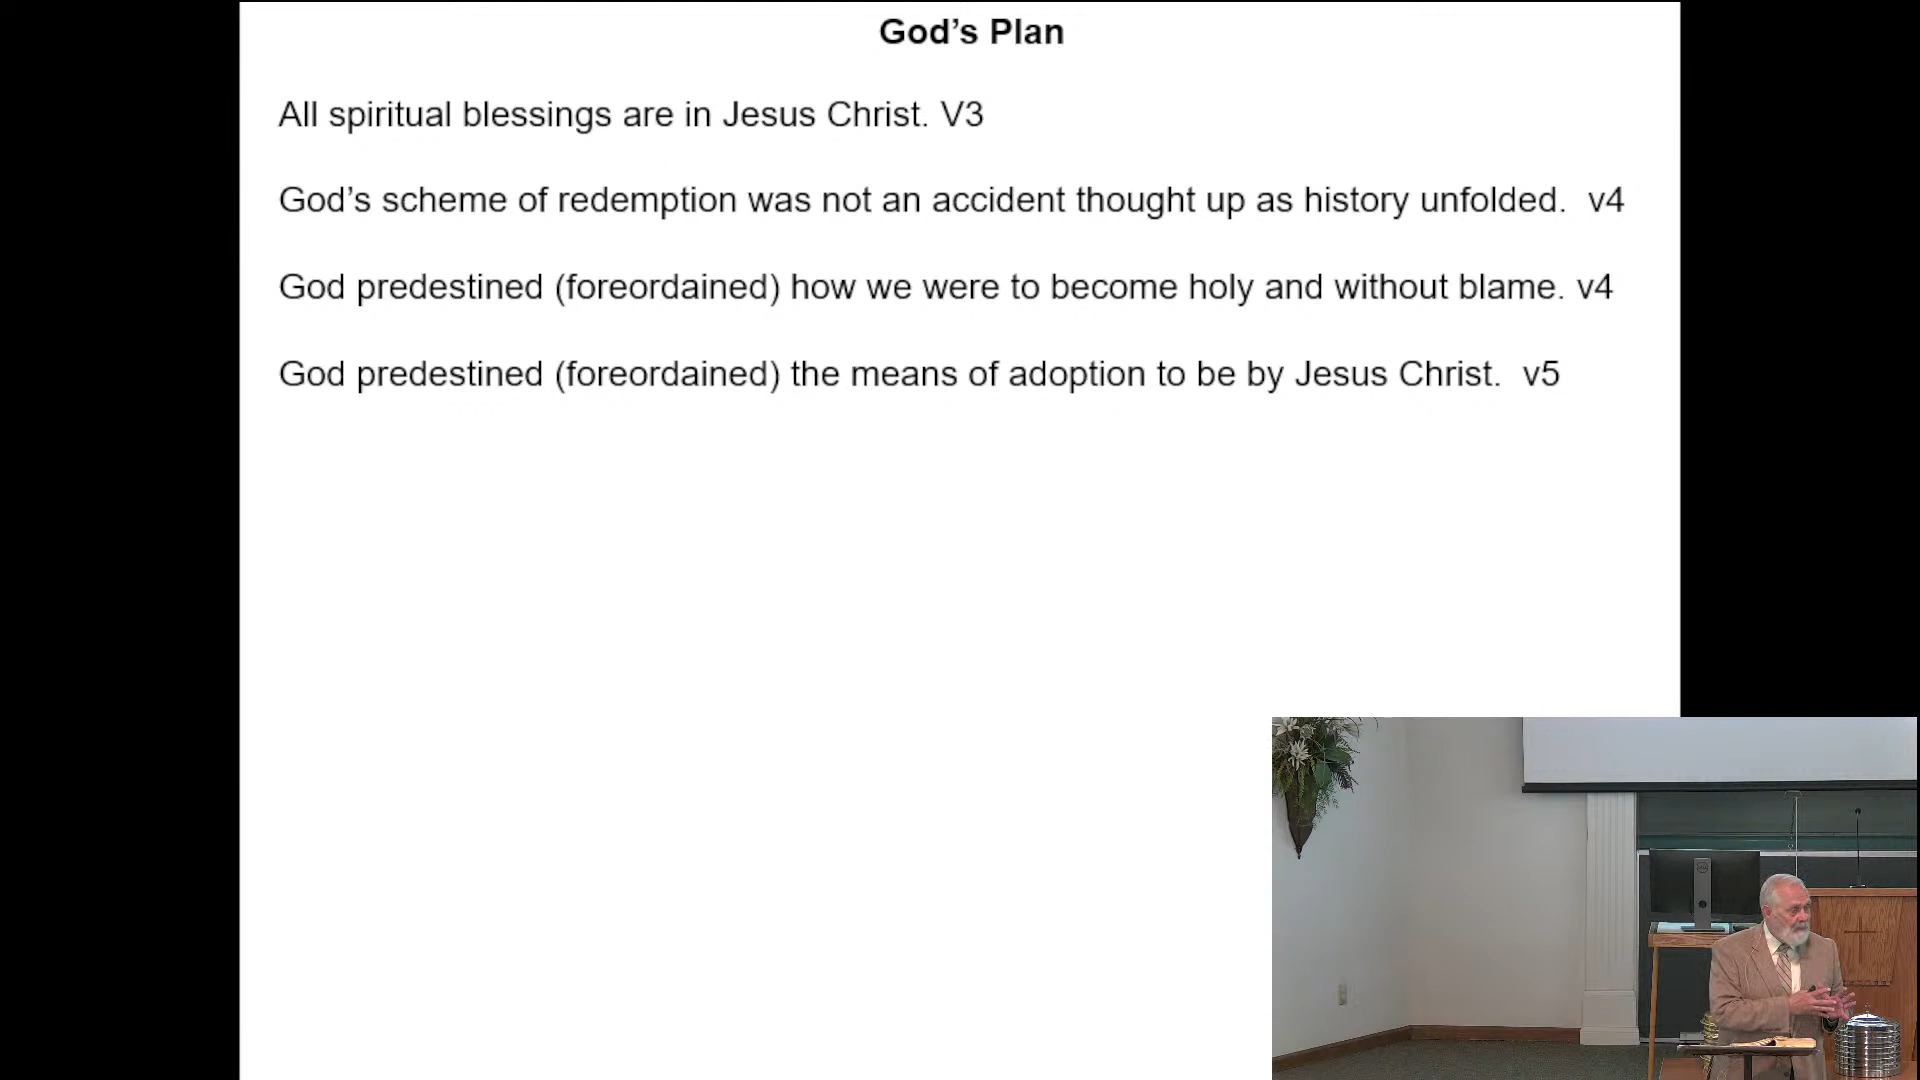 God’s Plan
All spiritual blessings are in Jesus Christ. V3
God’s scheme of redemption was not an accident thought up as history unfolded.  v4
God predestined (foreordained) how we were to become holy and without blame. v4
God predestined (foreordained) the means of adoption to be by Jesus Christ.  v5